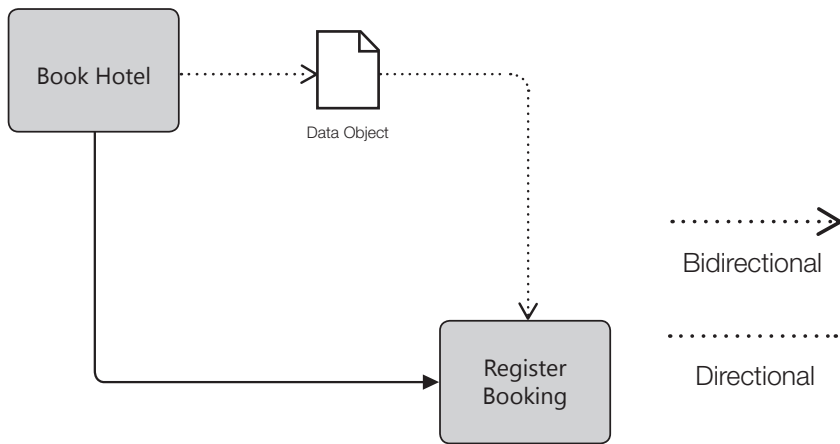 Book Hotel
Data Object
Bidirectional
Register
Booking
Directional